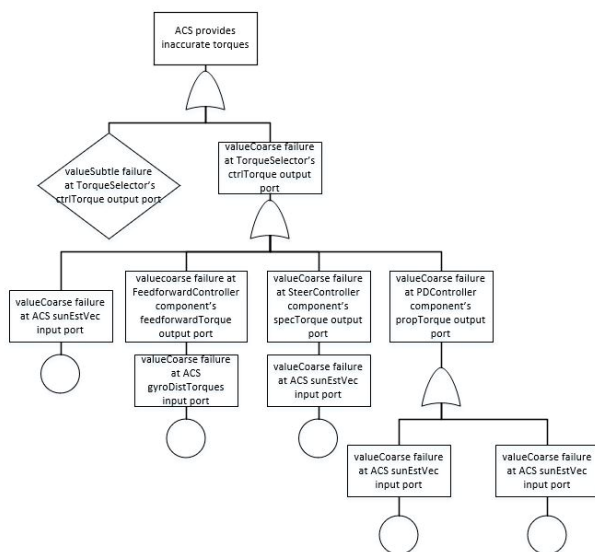 ACS provides
inaccurate torques
valueSubtle failure
at TorqueSelector's
ctrlTorque output port
valueCoarse failure
at TorqueSelector's
ctrlTorque output
port
valueCoarse failure
at ACS sunEstVec
input port
valuecoarse failure at
FeedforwardController
component's
feedforwardTorque
output port
valueCoarse failure
at ACS
gyroDistTorques
input port
valueCoarse failure
at SteerController
component's
specTorque output
port
valueCoarse failure
at ACS sunEstVec
input port
valueCoarse failure
at PDController
component's
propTorque output
port
valueCoarse failure
at ACS sunEstVec
input port
valueCoarse failure
at ACS sunEstVec
input port